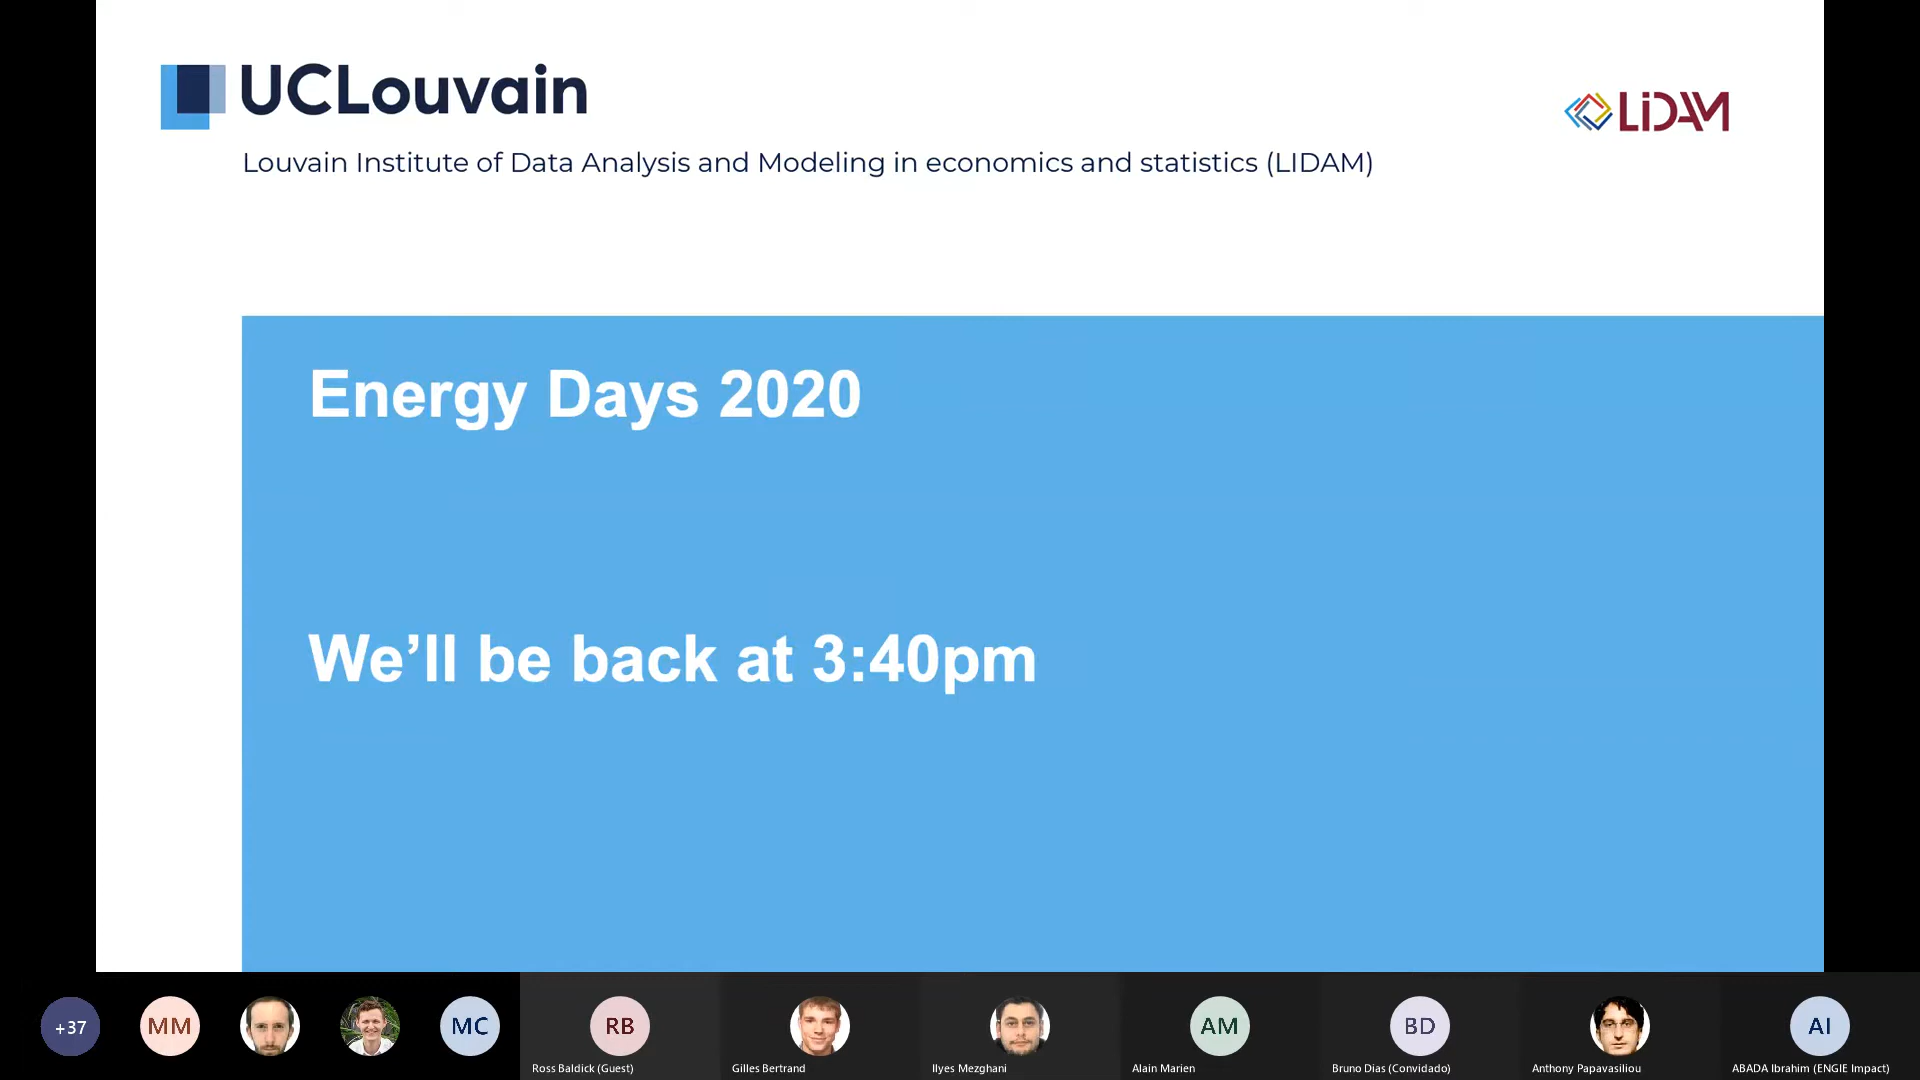 UCLouvain
LiDAM
Louvain Institute of Data Analysis and Modeling in economics and statistics (LIDAM)
Energy Days 2020
We’ll be back at 3:40pm
+37
MM
MC
RB
AM
BD
AI
Ross Baldick (Guest)
Gilles Bertrand
Ilyes Mezghani
Alain Marien
Bruno Dias (Convidado)
Anthony Papavasiliou
ABADA Ibrahim (ENGIE Impact)